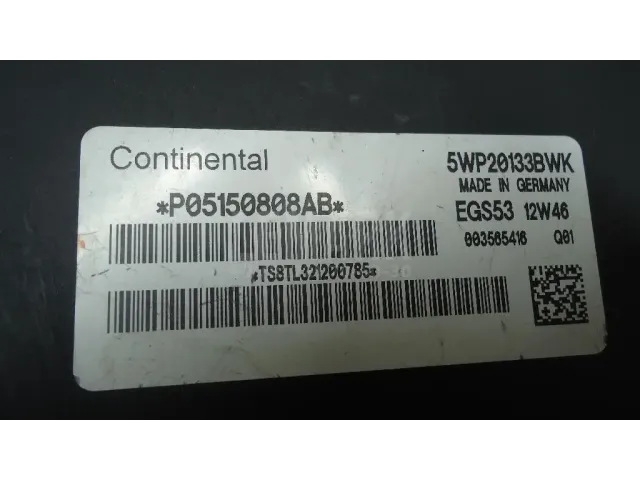 Continental
5WP20133BWK
MADE IN GERMANY
*P05150808AB*
EGS53 12W46
003565416 Q01
*TS8TL321200785*